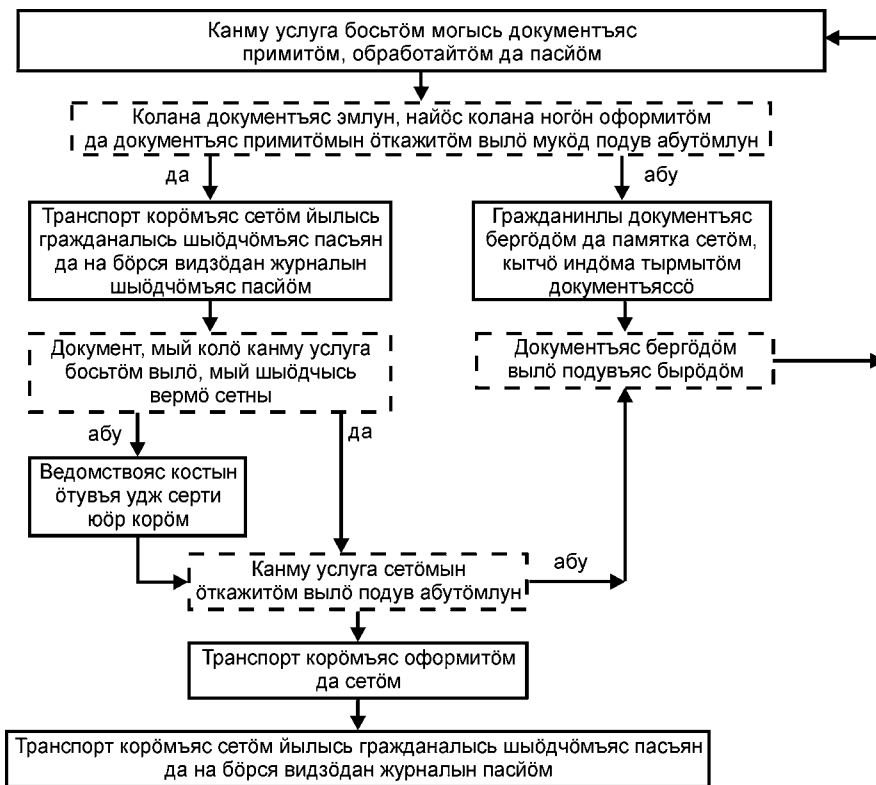 Канму услуга босьтӧм могысь документъяс
примитӧм, обработайтӧм да пасйӧм
Колана документъяс эмлун, найӧс колана ногӧн оформитӧм
да документъяс примитӧмын ӧткажитӧм вылӧ мукӧд подув абутӧмлун
да
абу
Транспорт корӧмъяс сетӧм йылысь
гражданалысь шыӧдчӧмъяс пасъян
да на бӧрся видзӧдан журналын
шыӧдчӧмъяс пасйӧм
Гражданинлы документъяс
бергӧдӧм да памятка сетӧм,
кытчӧ индӧма тырмытӧм
документъяссӧ
Документ, мый колӧ канму услуга
босьтӧм вылӧ, мый шыӧдчысь
вермӧ сетны
Документъяс бергӧдӧм
вылӧ подувъяс бырӧдӧм
абу
да
Ведомствояс костын
ӧтувъя удж серти
юӧр корӧм
Канму услуга сетӧмын
ӧткажитӧм вылӧ подув абутӧмлун
абу
Транспорт корӧмъяс оформитӧм
да сетӧм
Транспорт корӧмъяс сетӧм йылысь гражданалысь шыӧдчӧмъяс пасъян
да на бӧрся видзӧдан журналын пасйӧм